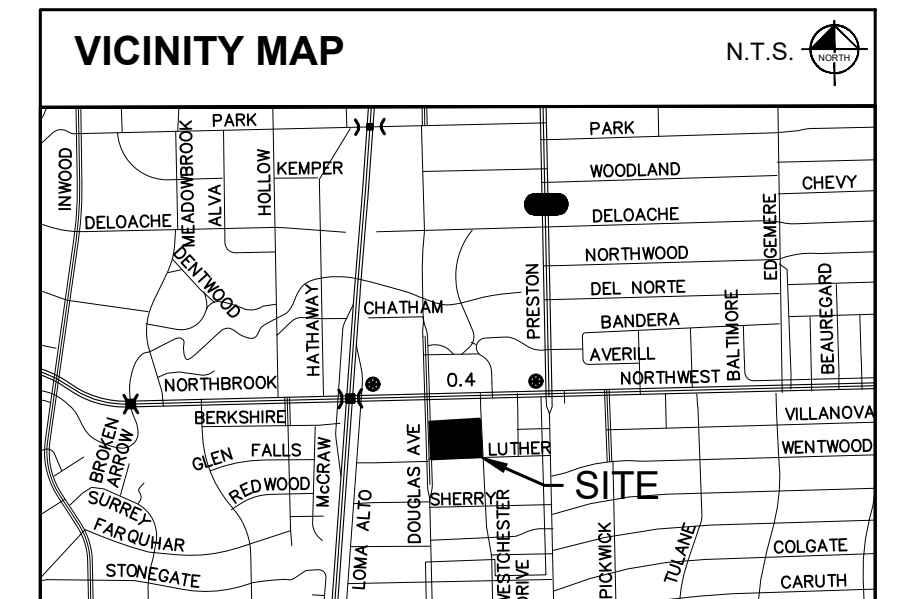 VICINITY MAP
N.T.S.
NORTH
PARK
PARK
INWOOD
MEADOWBROOK
ALVA
HOLLOW
KEMPER
WOODLAND
CHEVY
DELOACHE
DELOACHE
EDGEMERE
DENTWOOD
NORTHWOOD
PRESTON
DEL NORTE
HATHAWAY
CHATHAM
BALTIMORE
BEAUREGARD
BANDERA
AVERILL
NORTHBROOK
0.4
NORTHWEST
BERKSHIRE
VILLANOVA
BROKEN
ARROW
GLEN FALLS
McCRAW
DOUGLAS AVE
LUTHER
WENTWOOD
REDWOOD
SITE
SURREY
LOMA ALTO
SHERRY
WESTCHESTER
DRIVE
FARQUHAR
PICKWICK
TULANE
COLGATE
STONEGATE
CARUTH